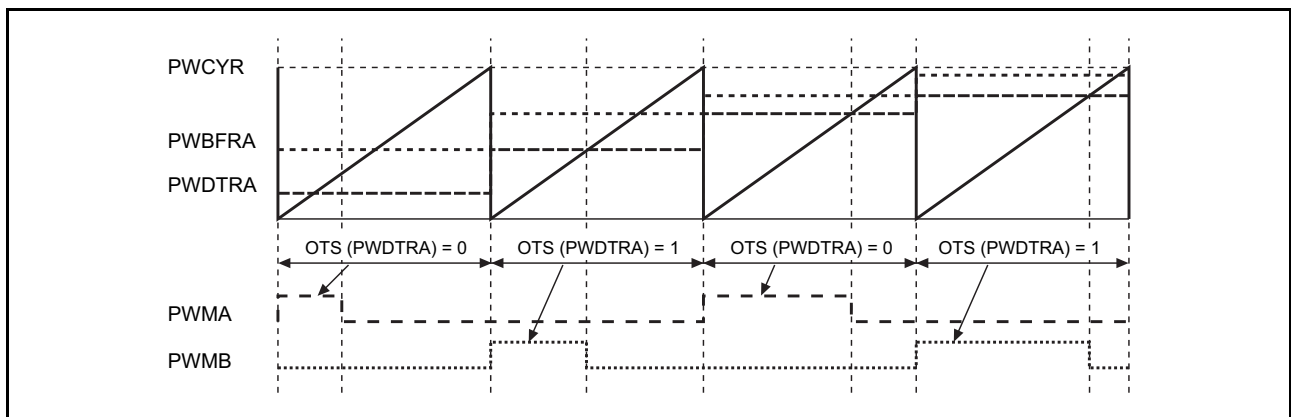 PWCYR
PWBFRA
PWDTRA
OTS (PWDTRA) = 0 OTS (PWDTRA) = 1 OTS (PWDTRA) = 0 OTS (PWDTRA) = 1
PWMA
PWMB